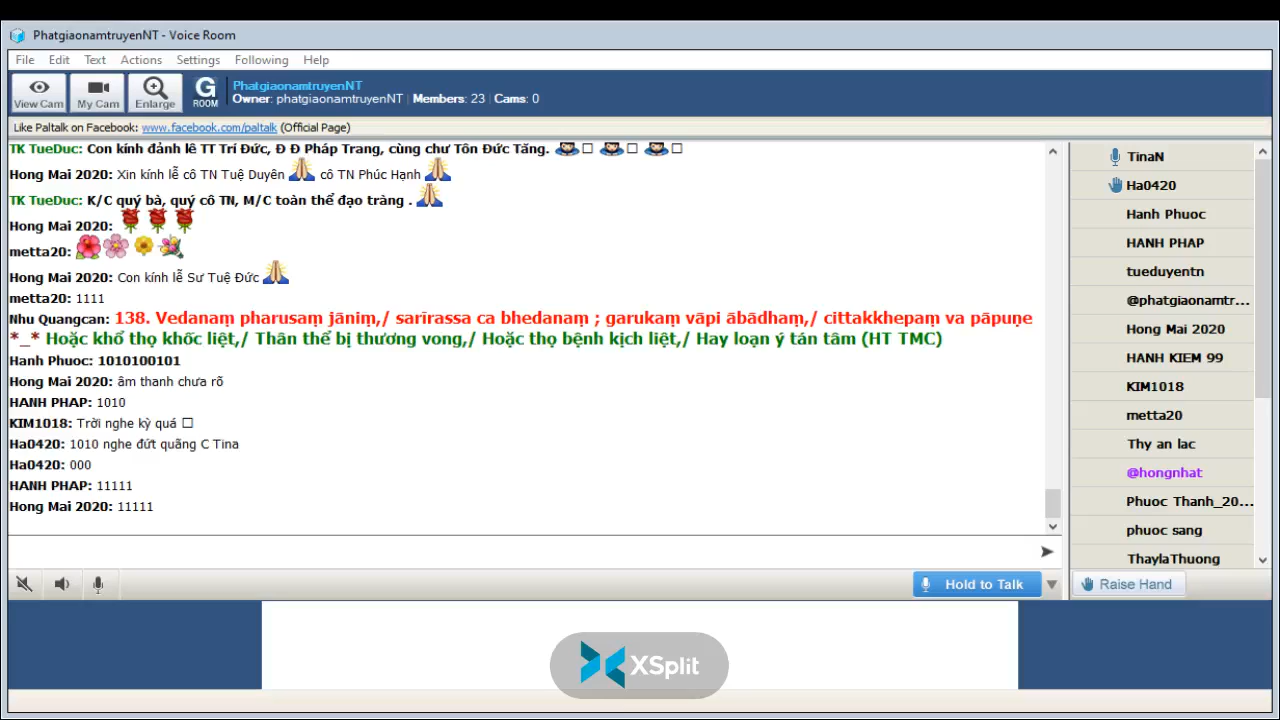 PhatgiaonamtruyenNT - Voice Room
File Edit Text Actions Settings Following Help
View Cam My Cam Enlarge G ROOM
PhatgiaonamtruyenNT
Owner: phatgiaonamtruyenNT Members: 23 Cams: 0
Like Paltalk on Facebook: www.facebook.com/paltalk (Official Page)
TK TueDuc: Con kính đảnh lê TT Trí Đức, Đ Đ Pháp Trang, cùng chư Tôn Đức Tăng.
Hong Mai 2020: Xin kính lễ cô TN Tuệ Duyên cô TN Phúc Hạnh
TK TueDuc: K/C quý bà, quý cô TN, M/C toàn thể đạo tràng .
Hong Mai 2020:
metta20:
Hong Mai 2020: Con kính lễ Sư Tuệ Đức
metta20: 1111
Nhu Quangcan: 138. Vedanaṃ pharusaṃ jāniṃ,/ sarīrassa ca bhedanaṃ ; garukaṃ vāpi ābādhaṃ,/ cittakkhepaṃ va pāpuṇe
*_* Hoặc khổ thọ khốc liệt,/ Thân thể bị thương vong,/ Hoặc thọ bệnh kịch liệt,/ Hay loạn ý tán tâm (HT TMC)
Hanh Phuoc: 1010100101
Hong Mai 2020: âm thanh chưa rõ
HANH PHAP: 1010
KIM1018: Trời nghe kỳ quá
Ha0420: 1010 nghe đứt quãng C Tina
Ha0420: 000
HANH PHAP: 11111
Hong Mai 2020: 11111
TinaN
Ha0420
Hanh Phuoc
HANH PHAP
tueduyentn
@phatgiaonamtr...
Hong Mai 2020
HANH KIEM 99
KIM1018
metta20
Thy an lac
@hongnhat
Phuoc Thanh_20...
phuoc sang
ThaylaThuong
Hold to Talk
Raise Hand
XSplit